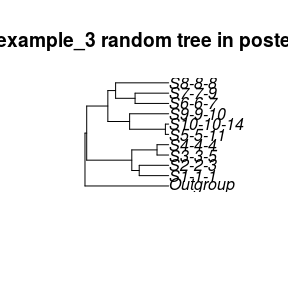 example_3 random tree in poste
S8-8-8
S7-7-9
S6-6-7
S9-9-10
S10-10-14
S5-5-11
S4-4-4
S3-3-5
S2-2-3
S1-1-1
Outgroup